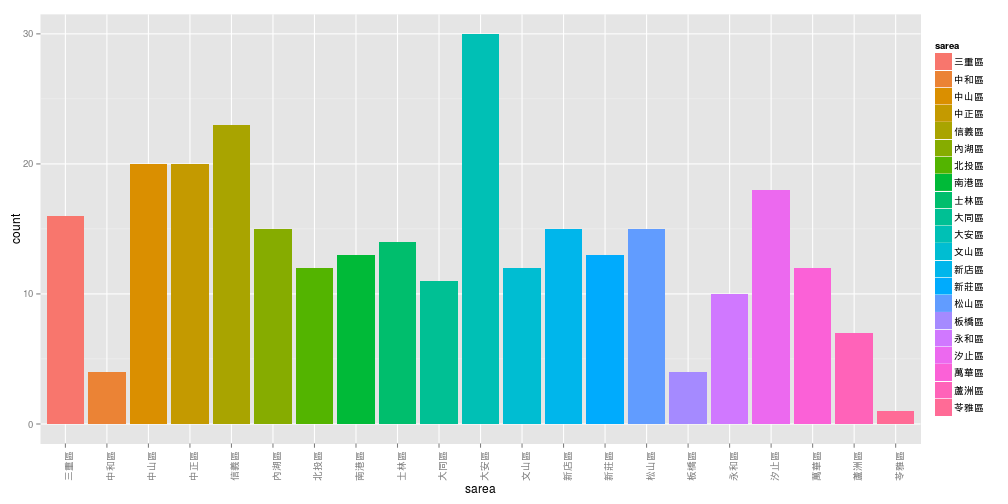 30
20
10
0
count
三重區
中和區
中山區
中正區
信義區
內湖區
北投區
南港區
士林區
大同區
大安區
文山區
新店區
新莊區
松山區
板橋區
永和區
汐止區
萬華區
蘆洲區
苓雅區
sarea
sarea
三重區
中和區
中山區
中正區
信義區
內湖區
北投區
南港區
士林區
大同區
大安區
文山區
新店區
新莊區
松山區
板橋區
永和區
汐止區
萬華區
蘆洲區
苓雅區